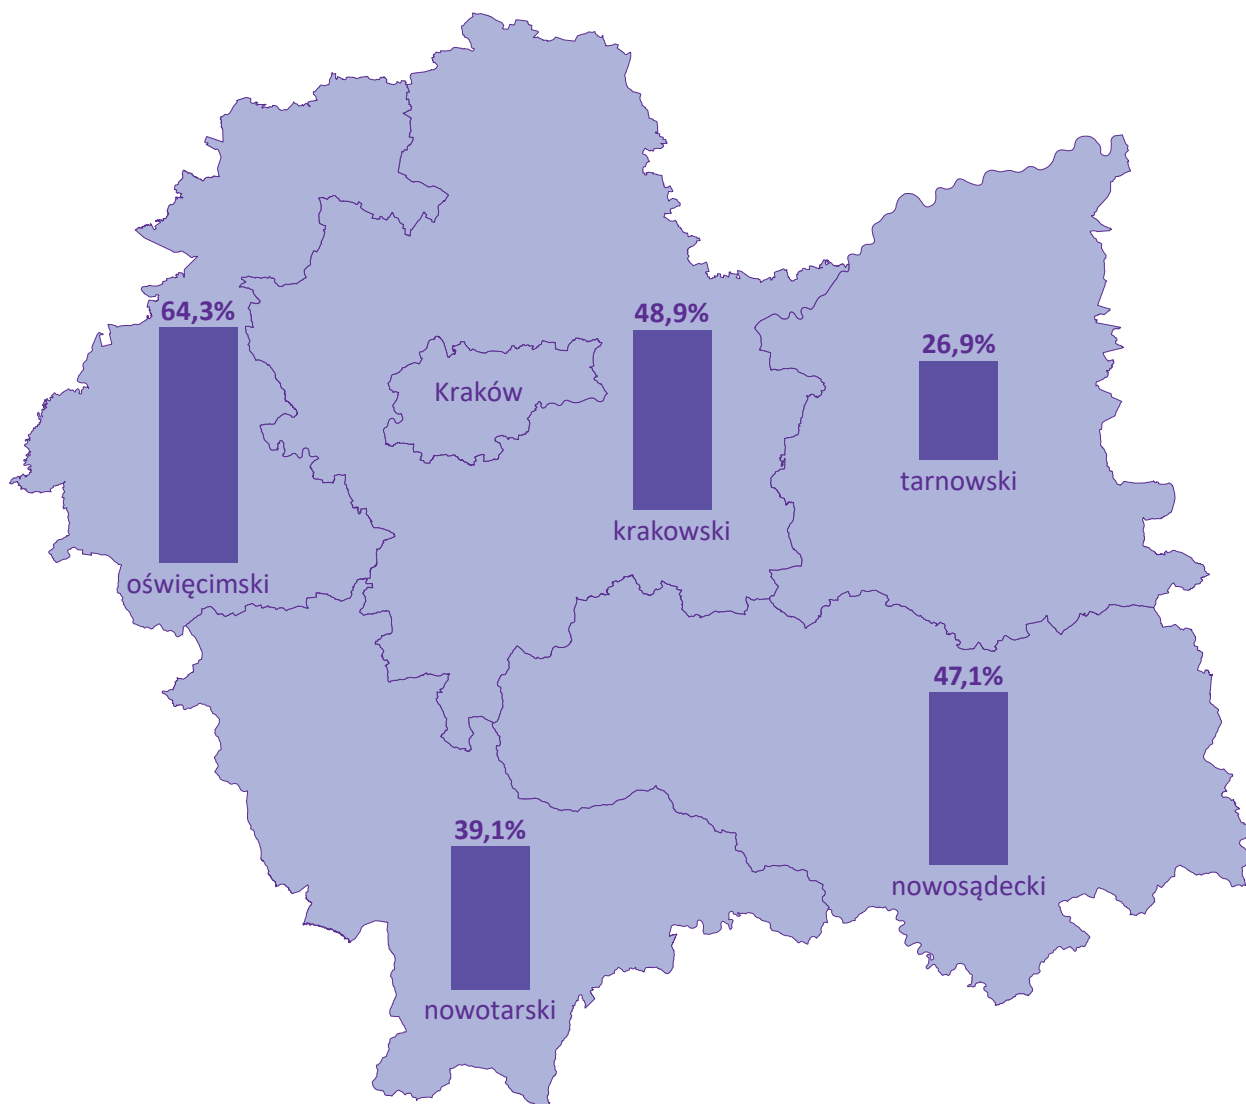 64,3%
oświęcimski
Kraków
48,9%
krakowski
26,9%
tarnowski
39,1%
nowotarski
47,1%
nowosądecki